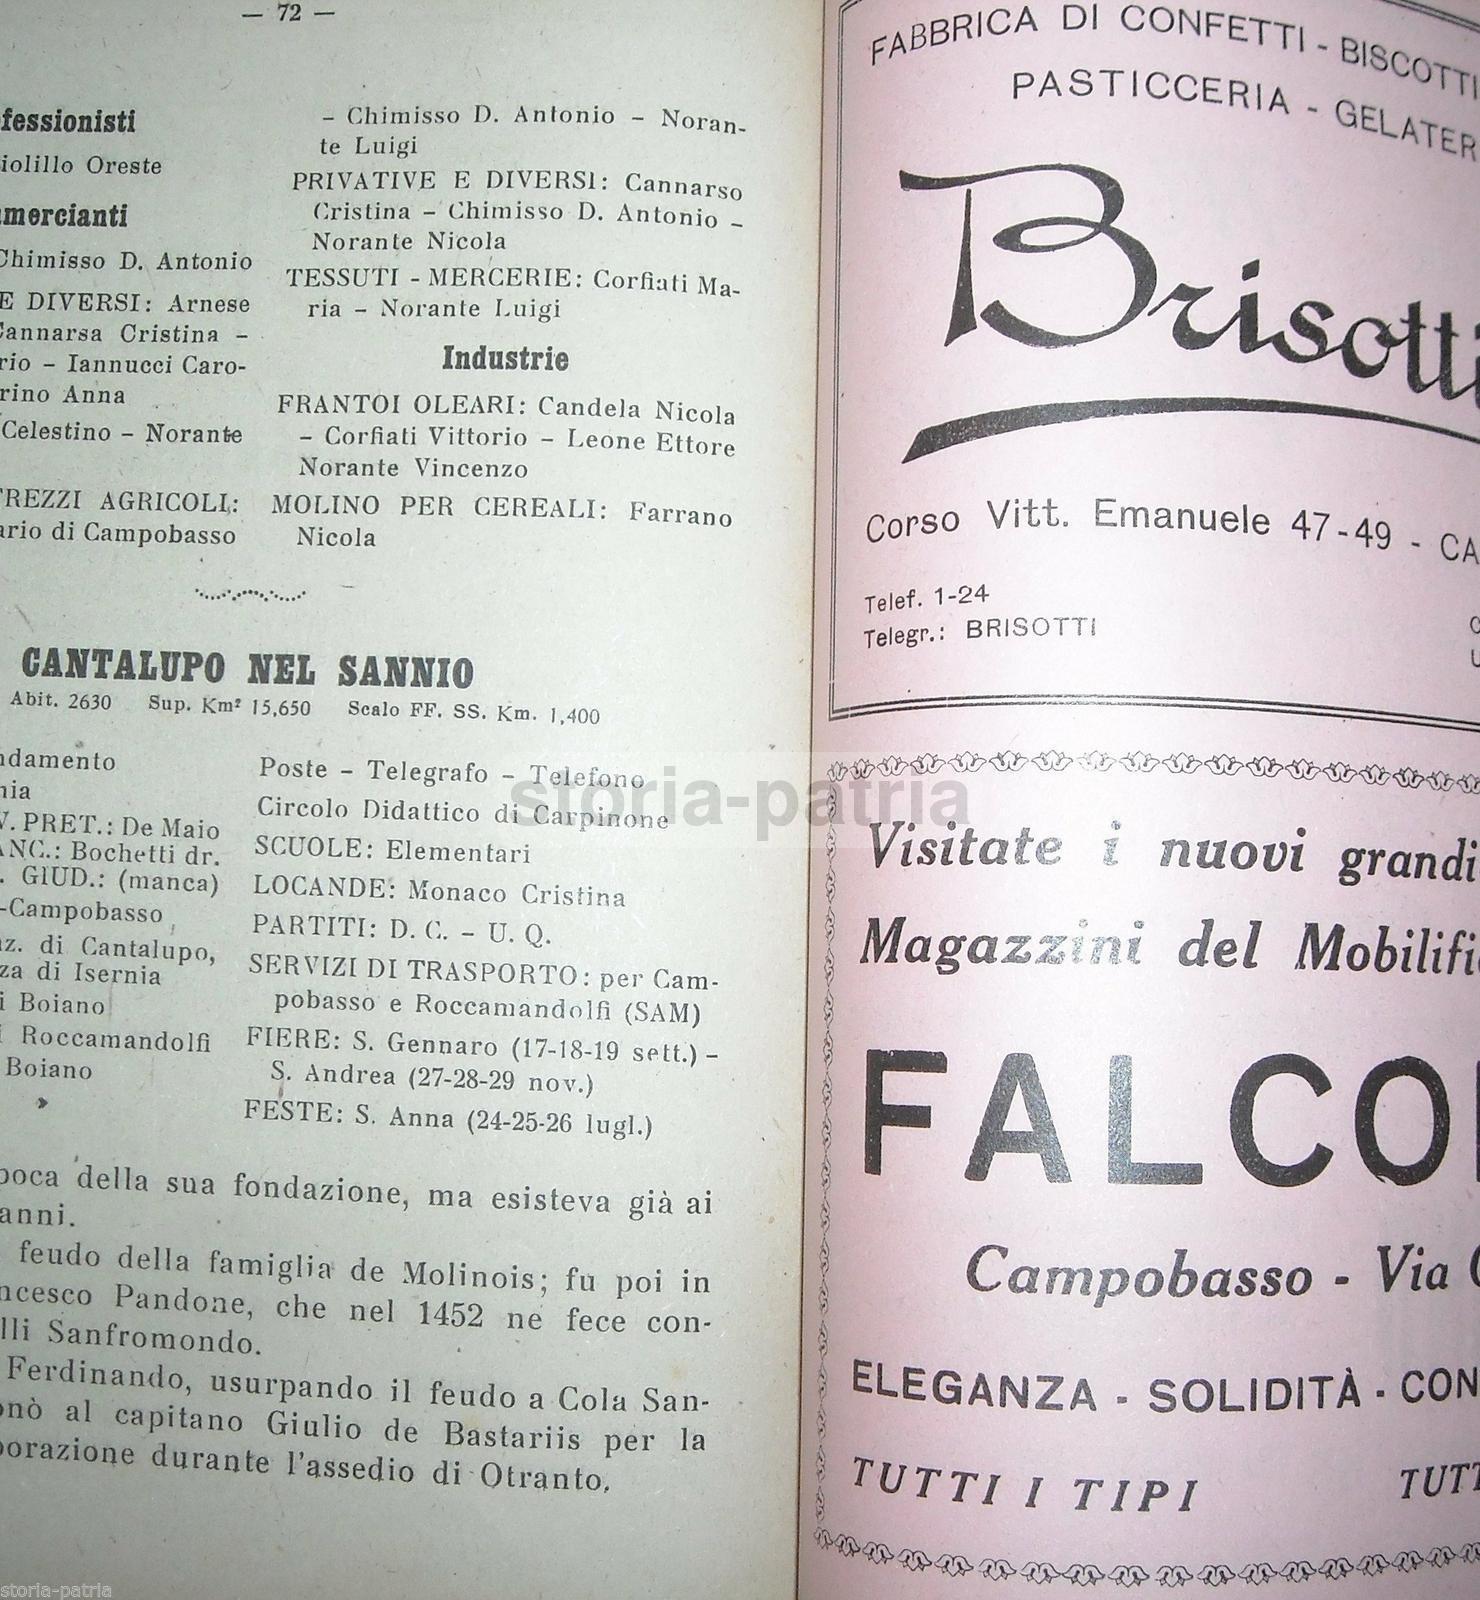 — 72 —
fessionisti
iolillo Oreste
mercianti
Chimisso D. Antonio
E DIVERSI: Arnese
Cannarsa Cristina –
rio – Iannucci Caro-
rino Anna
Celestino – Norante
TREZZI AGRICOLI:
ario di Campobasso
– Chimisso D. Antonio – Noran-
te Luigi
PRIVATIVE E DIVERSI: Cannarso
Cristina – Chimisso D. Antonio –
Norante Nicola
TESSUTI - MERCERIE: Corfiati Ma-
ria – Norante Luigi
Industrie
FRANTOI OLEARI: Candela Nicola
– Corfiati Vittorio – Leone Ettore
Norante Vincenzo
MOLINO PER CEREALI: Farrano
Nicola
CANTALUPO NEL SANNIO
Abit. 2630 Sup. Km² 15,650 Scalo FF. SS. Km. 1,400
ndamento
nia
V. PRET.: De Maio
ANC.: Bochetti dr.
. GIUD.: (manca)
-Campobasso
az. di Cantalupo,
za di Isernia
i Boiano
i Roccamandolfi
Boiano
Poste – Telegrafo – Telefono
Circolo Didattico di Carpinone
SCUOLE: Elementari
LOCANDE: Monaco Cristina
PARTITI: D. C. – U. Q.
SERVIZI DI TRASPORTO: per Cam-
pobasso e Roccamandolfi (SAM)
FIERE: S. Gennaro (17-18-19 sett.) –
S. Andrea (27-28-29 nov.)
FESTE: S. Anna (24-25-26 lugl.)
poca della sua fondazione, ma esisteva già ai
anni.
feudo della famiglia de Molinois; fu poi in
ncesco Pandone, che nel 1452 ne fece con-
lli Sanfromondo.
Ferdinando, usurpando il feudo a Cola San-
onò al capitano Giulio de Bastariis per la
borazione durante l'assedio di Otranto.
FABBRICA DI CONFETTI - BISCOTTI
PASTICCERIA - GELATER
Brisotti
Corso Vitt. Emanuele 47-49 - CA
Telef. 1-24
Telegr.: BRISOTTI
Visitate i nuovi grandi
Magazzini del Mobilifi
FALCO
Campobasso - Via
ELEGANZA - SOLIDITÀ - CON
TUTTI I TIPI TUTT
storia-patria
storia-patria